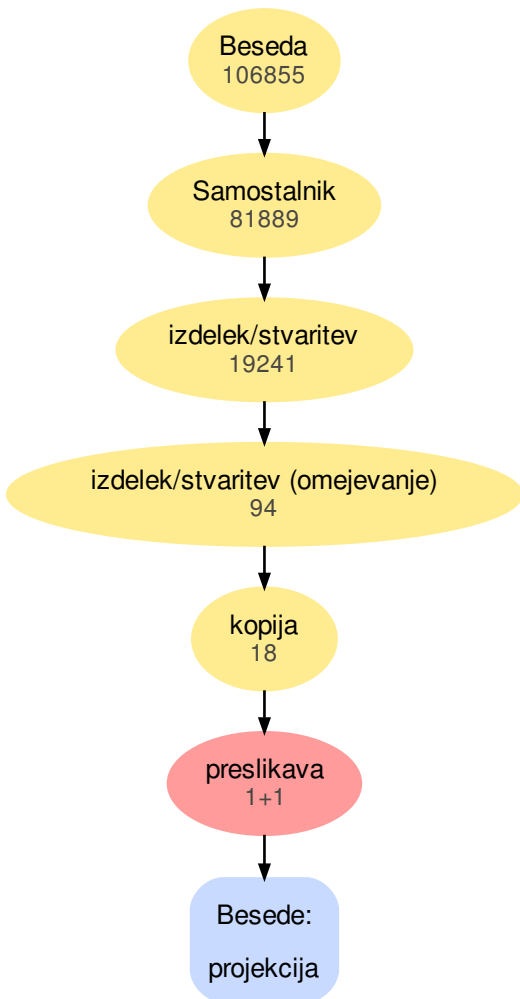 Beseda
106855
Samostalnik
81889
izdelek/stvaritev
19241
izdelek/stvaritev (omejevanje)
94
kopija
18
preslikava
1+1
Besede:
projekcija